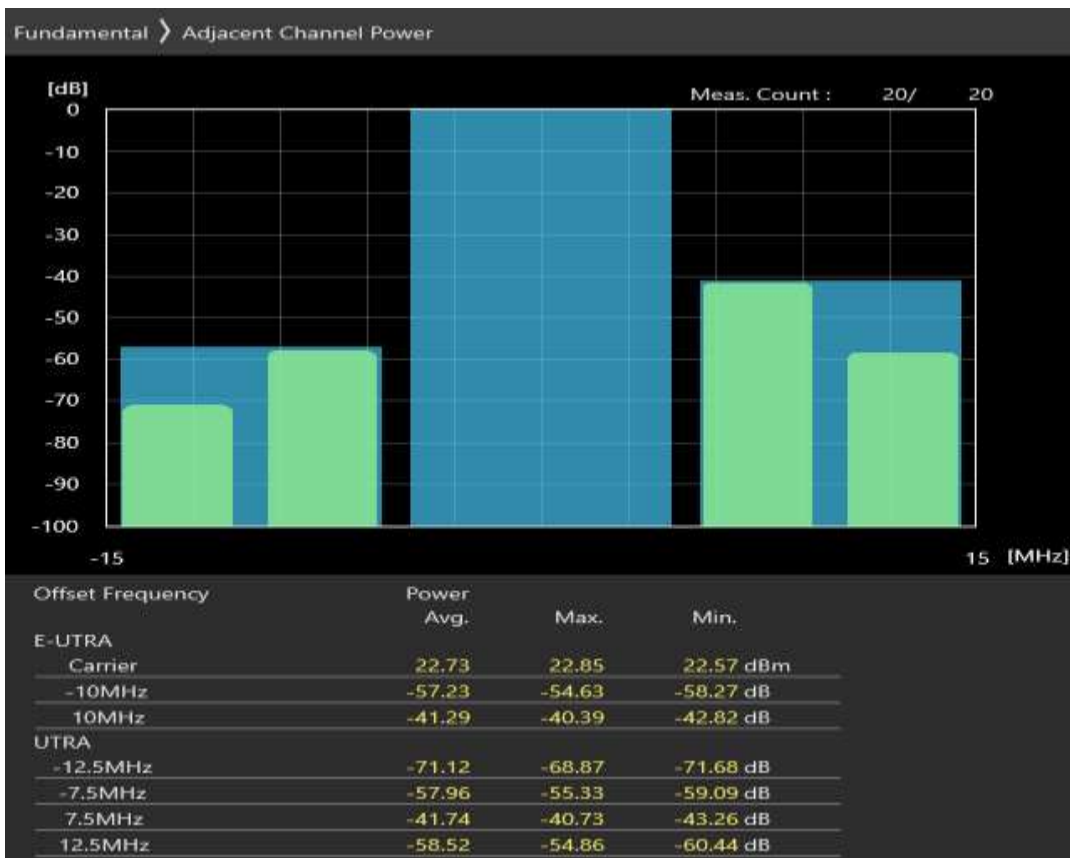 Fundamental ❯ Adjacent Channel Power
[dB]
Meas. Count : 20/ 20
0
-10
-20
-30
-40
-50
-60
-70
-80
-90
-100
-15 15 [MHz]
Offset Frequency Power
Avg. Max. Min.
E-UTRA
Carrier 22.73 22.85 22.57 dBm
-10MHz -57.23 -54.63 -58.27 dB
10MHz -41.29 -40.39 -42.82 dB
UTRA
-12.5MHz -71.12 -68.87 -71.68 dB
-7.5MHz -57.96 -55.33 -59.09 dB
7.5MHz -41.74 -40.73 -43.26 dB
12.5MHz -58.52 -54.86 -60.44 dB